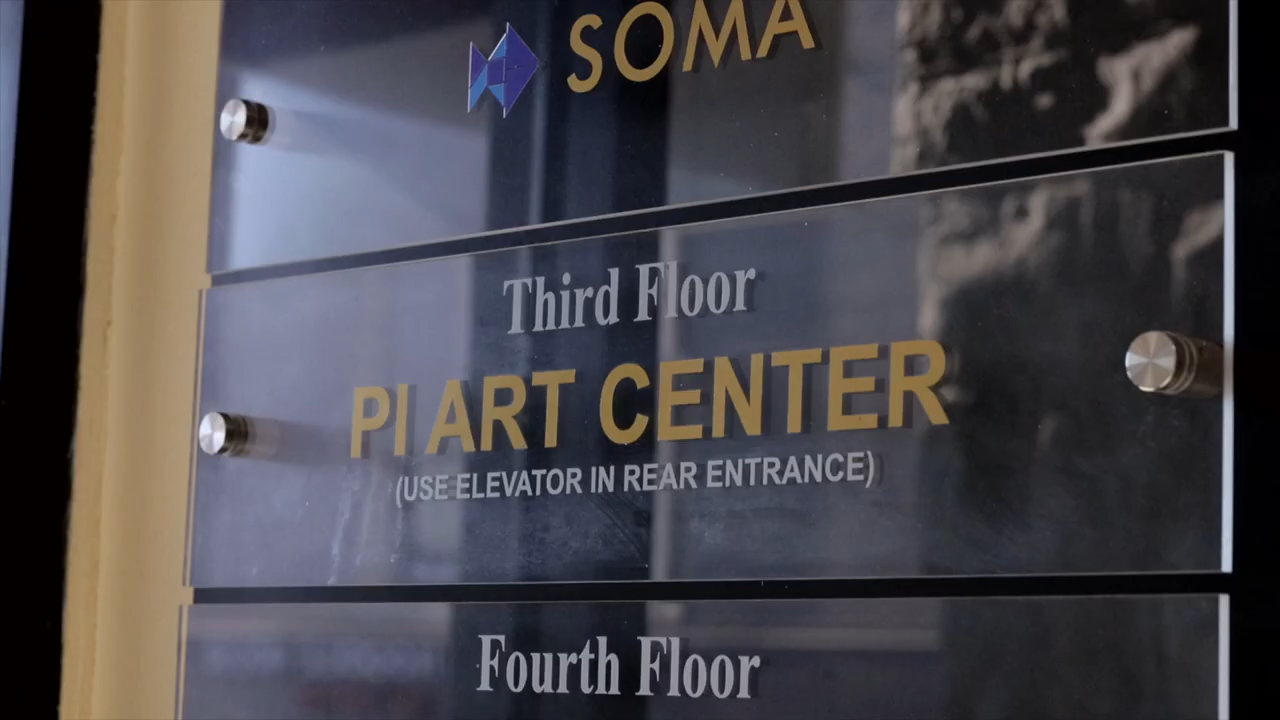 SOMA
Third Floor
PI ART CENTER
(USE ELEVATOR IN REAR ENTRANCE)
Fourth Floor